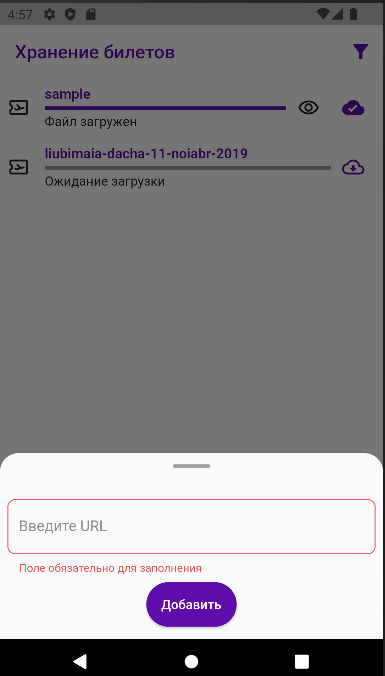 4:57
Хранение билетов
sample
Файл загружен
liubimaia-dacha-11-noiabr-2019
Ожидание загрузки
Введите URL
Поле обязательно для заполнения
Добавить